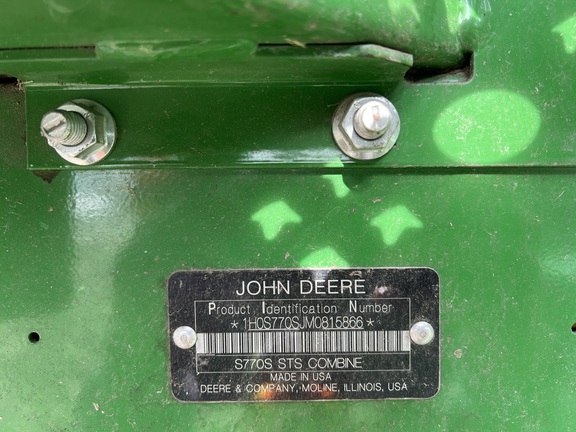 JOHN DEERE
Product Identification Number
*1H0S770SJM0815866*
S770S STS COMBINE
MADE IN USA
DEERE & COMPANY, MOLINE, ILLINOIS, USA